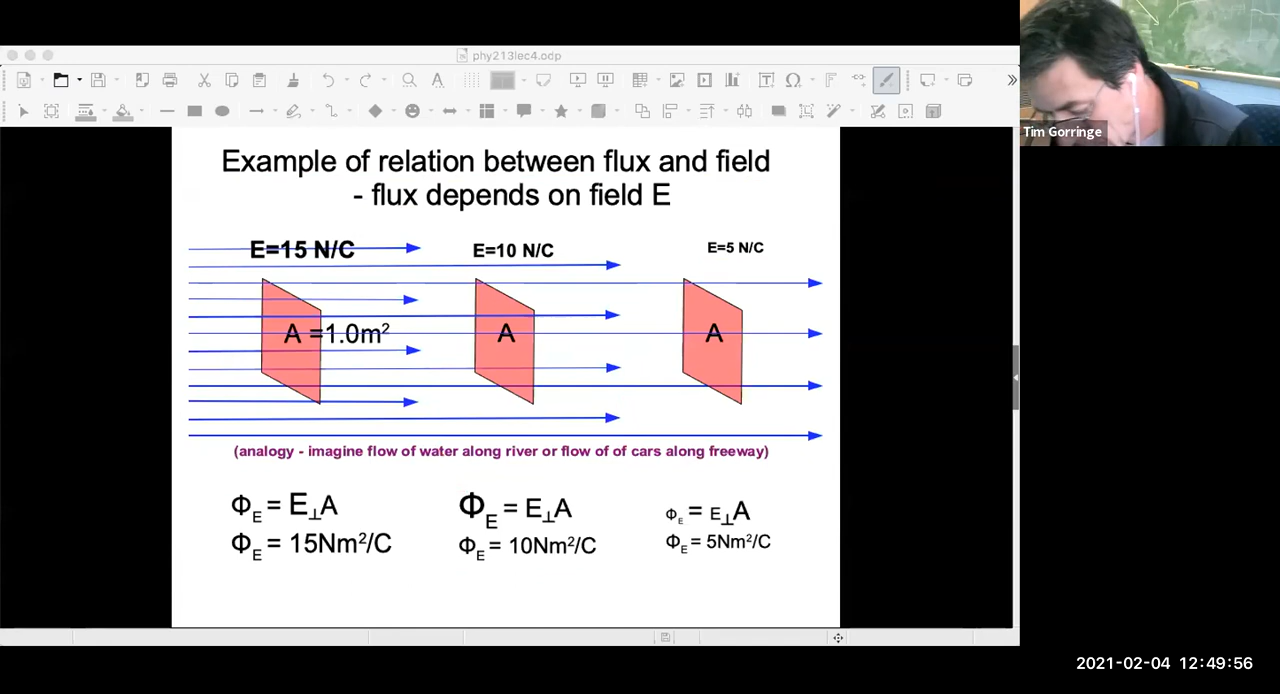 phy213lec4.odp
Tim Gorringe
Example of relation between flux and field
- flux depends on field E
E=15 N/C
E=10 N/C
E=5 N/C
A =1.0m²
A
A
(analogy - imagine flow of water along river or flow of of cars along freeway)
Φ_E = E⊥A
Φ_E = 15Nm²/C
Φ_E = E⊥A
Φ_E = 10Nm²/C
Φ_E = E⊥A
Φ_E = 5Nm²/C
2021-02-04 12:49:56